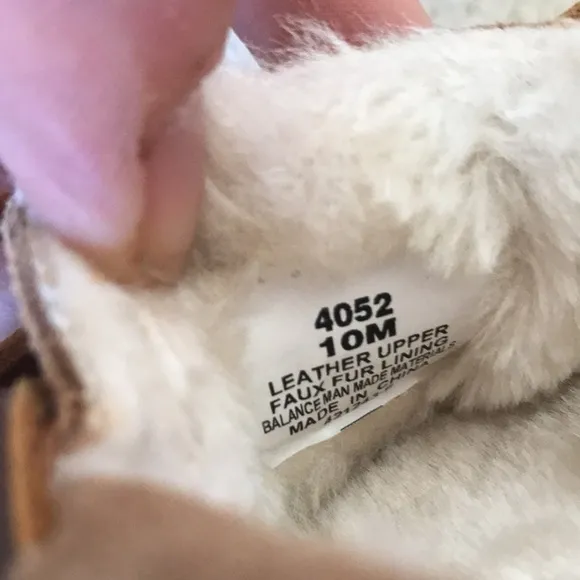 4052
10M
LEATHER UPPER
FAUX FUR LINING
BALANCE MAN MADE MATERIALS
MADE IN CHINA